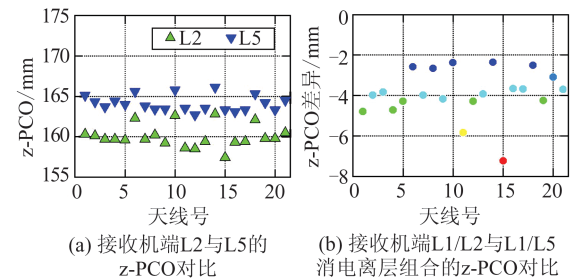 175
170
165
160
155
z-PCO/mm
L2 L5
0 5 10 15 20
天线号
(a) 接收机端L2与L5的
z-PCO对比
0
−2
−4
−6
−8
z-PCO差异/mm
0 5 10 15 20
天线号
(b) 接收机端L1/L2与L1/L5
消电离层组合的z-PCO对比